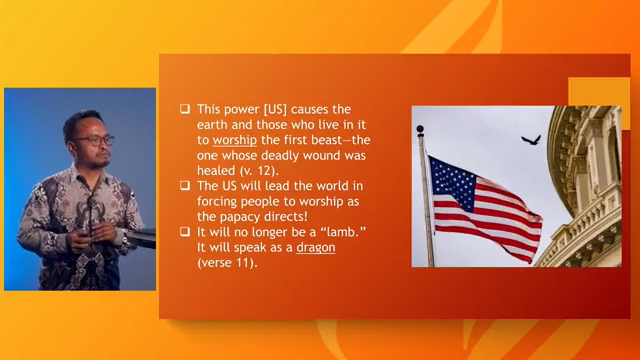 ❑ This power [US] causes the
earth and those who live in it
to worship the first beast—the
one whose deadly wound was
healed (v. 12).
❑ The US will lead the world in
forcing people to worship as
the papacy directs!
❑ It will no longer be a “lamb.”
It will speak as a dragon
(verse 11).